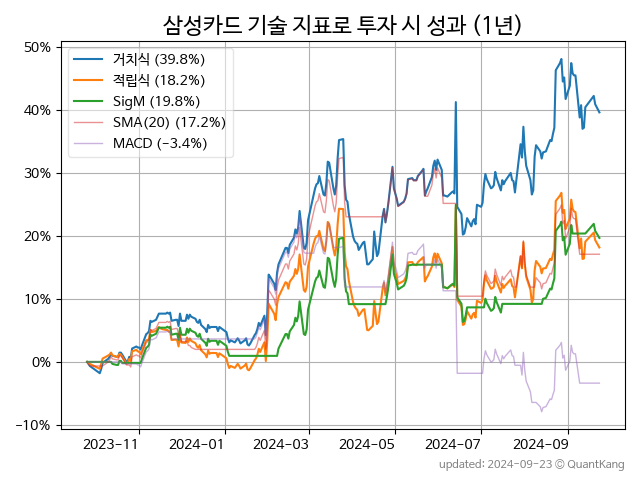 삼성카드 기술 지표로 투자 시 성과 (1년)
거치식 (39.8%)
적립식 (18.2%)
SigM (19.8%)
SMA(20) (17.2%)
MACD (−3.4%)
50%
40%
30%
20%
10%
0%
−10%
2023−11
2024−01
2024−03
2024−05
2024−07
2024−09
updated: 2024−09−23 © QuantKang